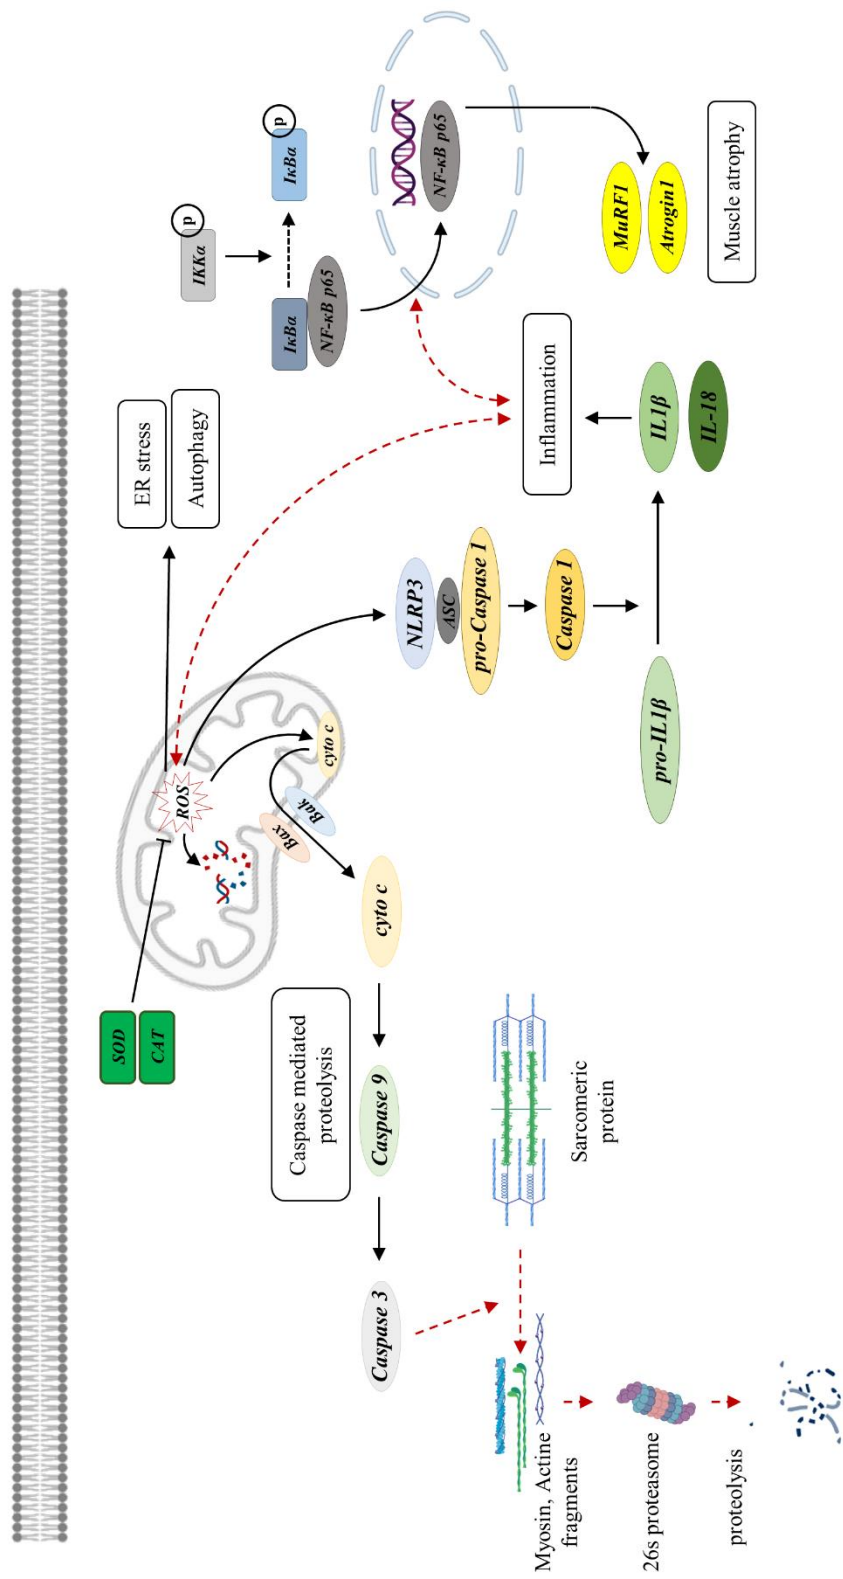 SOD
CAT
ROS
ER stress
Autophagy
IKKα
p
IκBα
p
IκBα
NF-κB p65
NF-κB p65
MuRF1
Atrogin1
Muscle atrophy
cyto c
Bax
Bak
cyto c
Caspase mediated
proteolysis
Caspase 9
Caspase 3
NLRP3
ASC
pro-Caspase 1
Caspase 1
pro-IL1β
IL1β
IL-18
Inflammation
Sarcomeric
protein
Myosin, Actine
fragments
26s proteasome
proteolysis